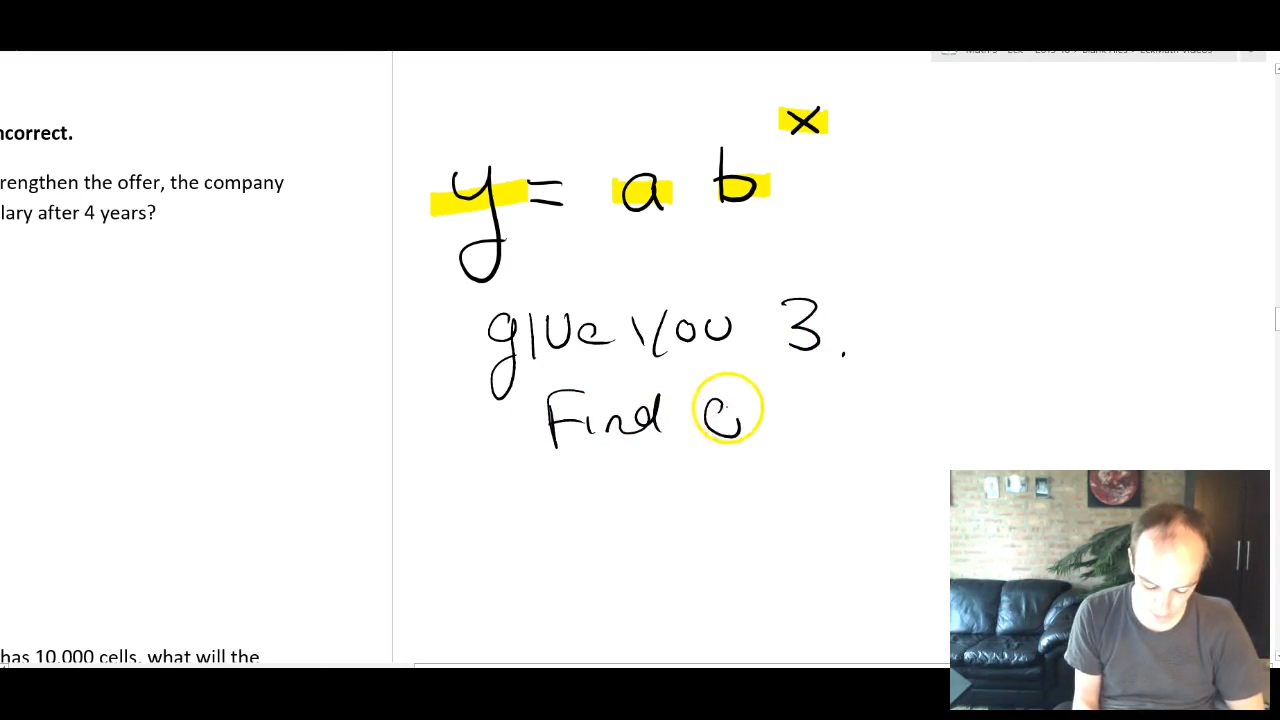 ncorrect.
rengthen the offer, the company
lary after 4 years?
has 10,000 cells, what will the
x
y = a b
give you 3.
Find